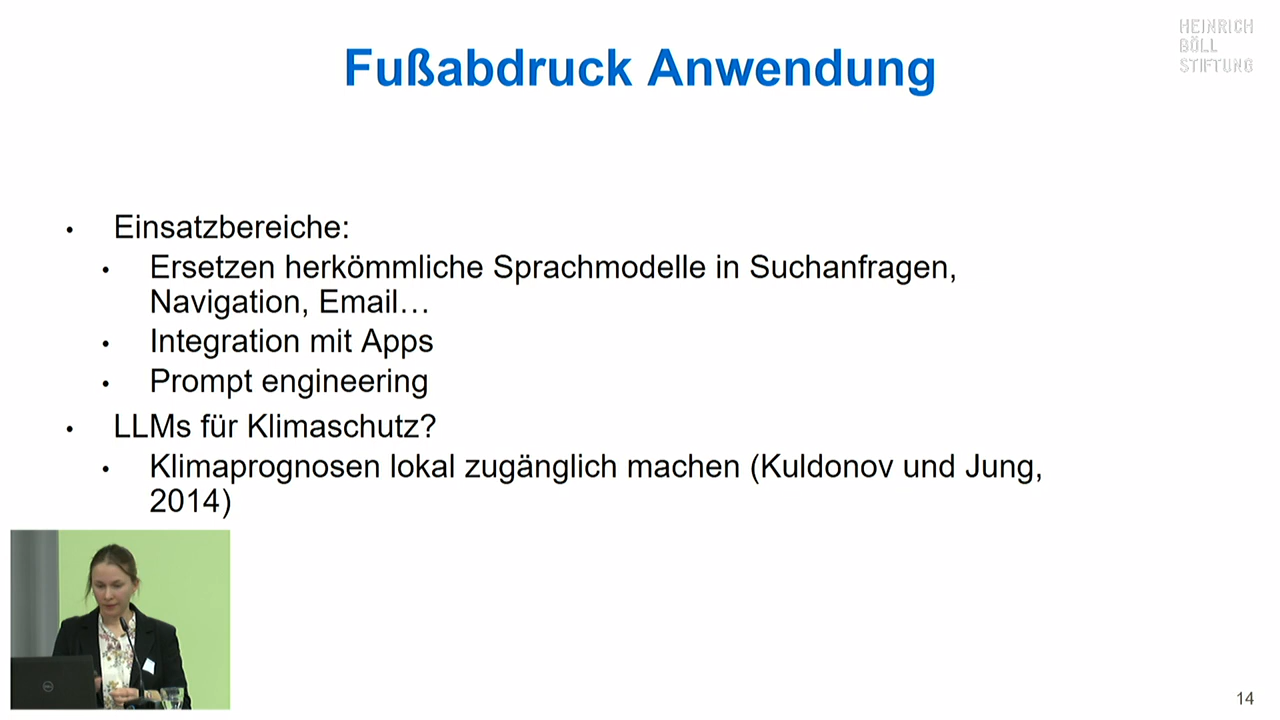 HEINRICH
BÖLL
STIFTUNG
Fußabdruck Anwendung
• Einsatzbereiche:
• Ersetzen herkömmliche Sprachmodelle in Suchanfragen,
Navigation, Email…
• Integration mit Apps
• Prompt engineering
• LLMs für Klimaschutz?
• Klimaprognosen lokal zugänglich machen (Kuldonov und Jung,
2014)
14